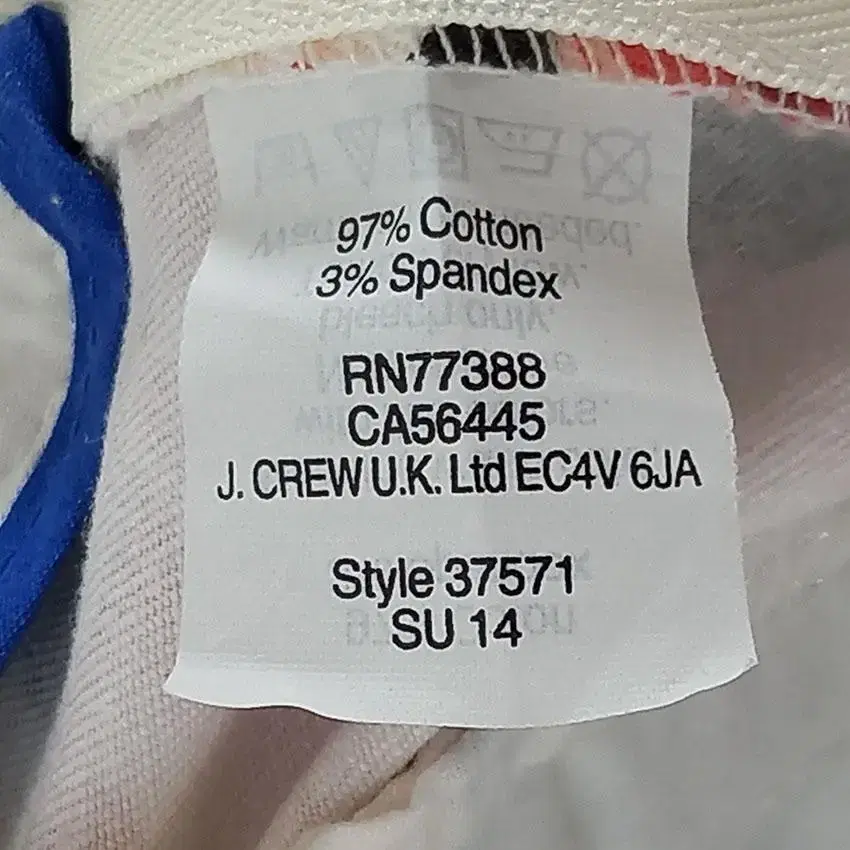 97% Cotton
3% Spandex
RN77388
CA56445
J. CREW U.K. Ltd EC4V 6JA
Style 37571
SU 14